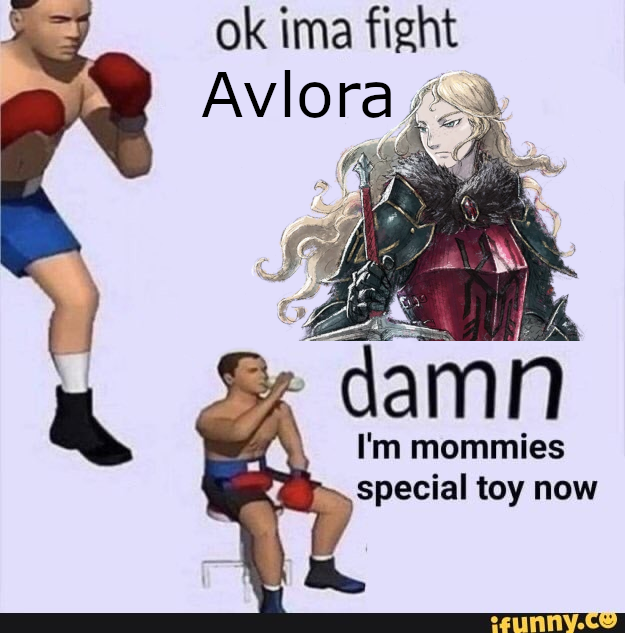 ok ima fight
Avlora
damn
I'm mommies
special toy now
ifunny.co